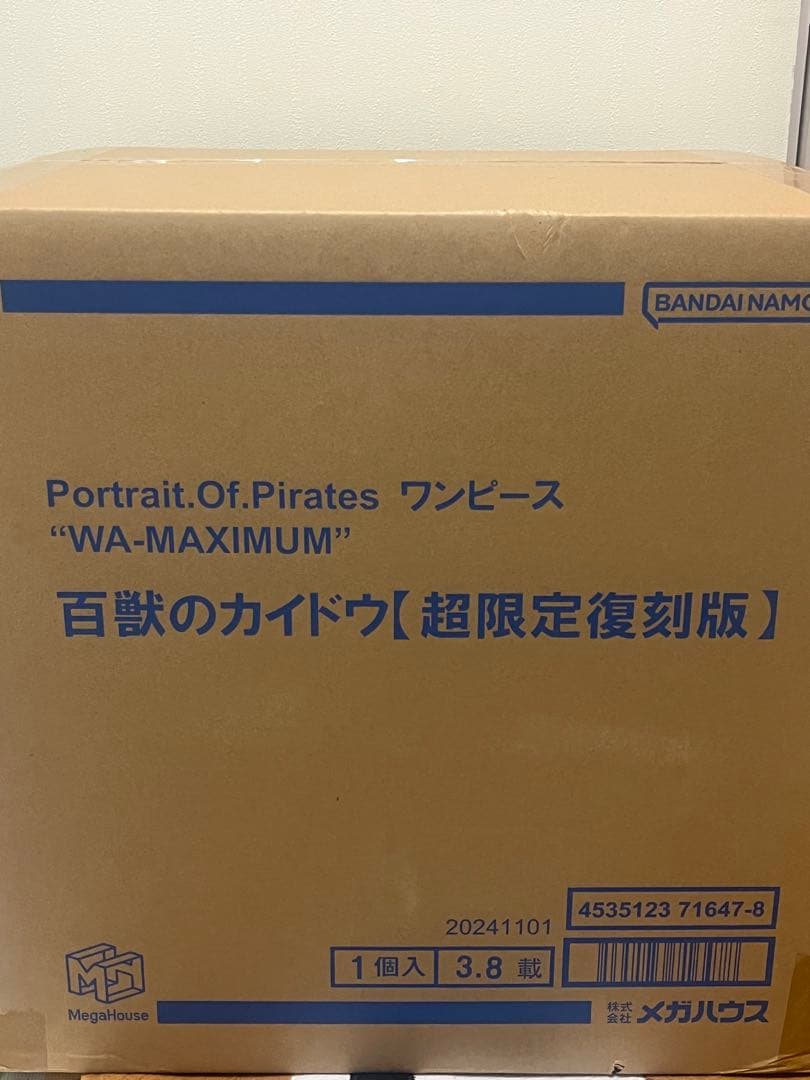 BANDAI NAMC
Portrait.Of.Pirates ワンピース
“WA-MAXIMUM”
百獣のカイドウ【超限定復刻版】
4535123 71647-8
20241101
1個入 3.8 載
MegaHouse
株式会社 メガハウス